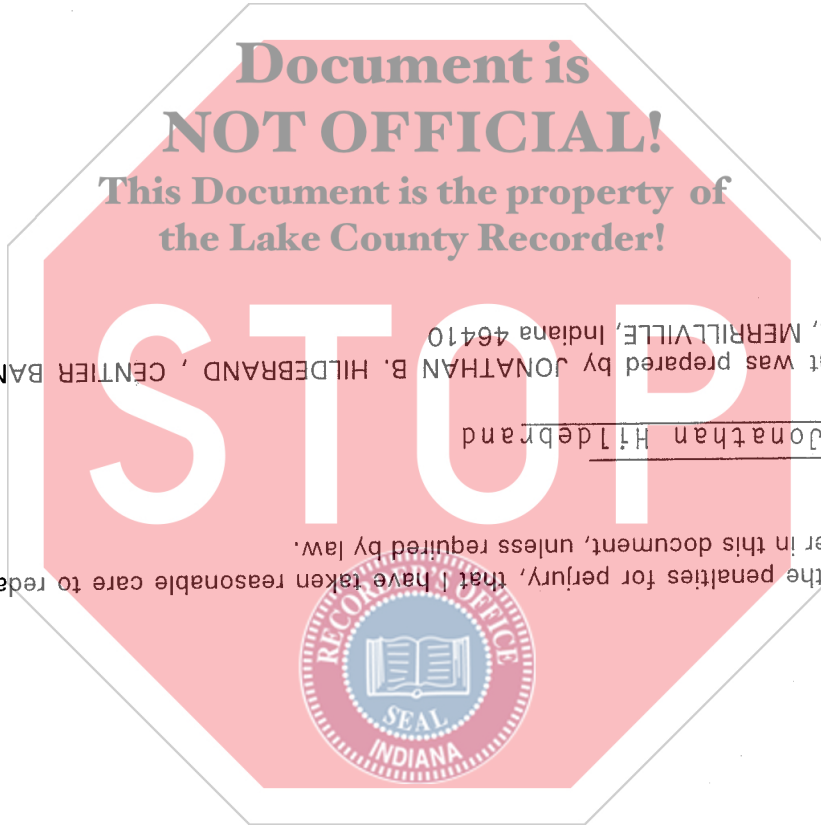 Document is
NOT OFFICIAL!
This Document is the property of
the Lake County Recorder!
STOP
RECORDER'S OFFICE
SEAL
INDIANA
the penalties for perjury, that I have taken reasonable care to
in this document, unless required by law.
Jonathan Hildebrand
was prepared by JONATHAN B. HILDEBRAND , CENTIER
, MERRILLVILLE, Indiana 46410